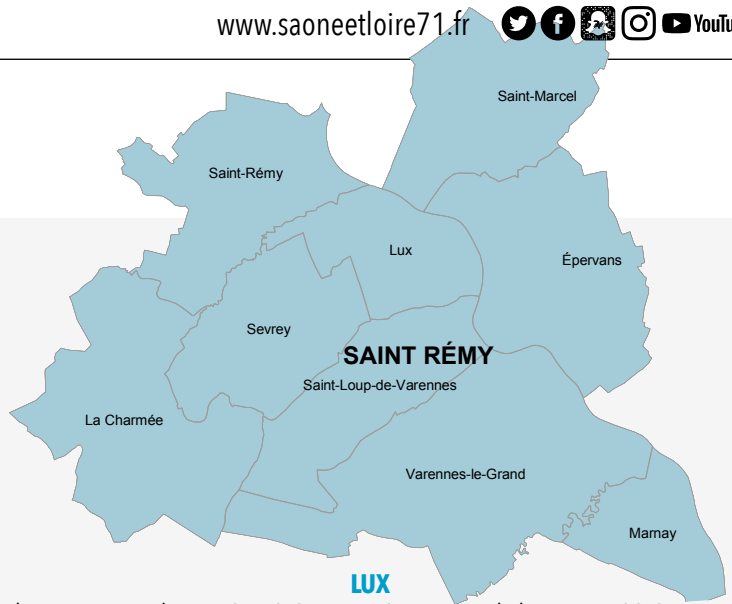 www.saoneetloire71.fr
Saint-Marcel
Saint-Rémy
Lux
Épervans
Sevrey
SAINT RÉMY
Saint-Loup-de-Varennes
La Charmée
Varennes-le-Grand
Marnay
LUX